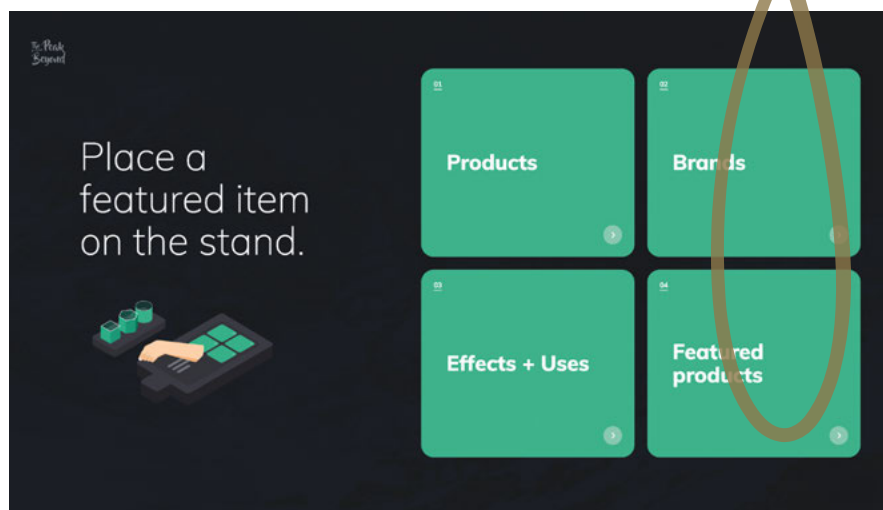 The Peak
Beyond
Place a
featured item
on the stand.
01
Products
02
Brands
03
Effects + Uses
04
Featured
products